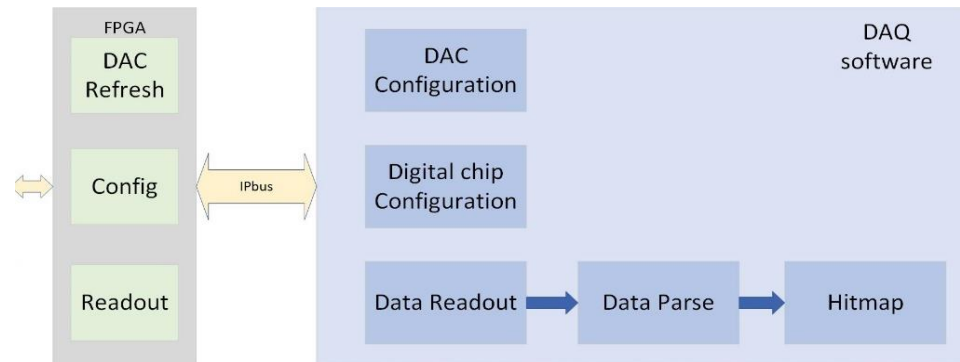 FPGA
DAC
Refresh
Config
Readout
IPbus
DAQ
software
DAC
Configuration
Digital chip
Configuration
Data Readout
Data Parse
Hitmap